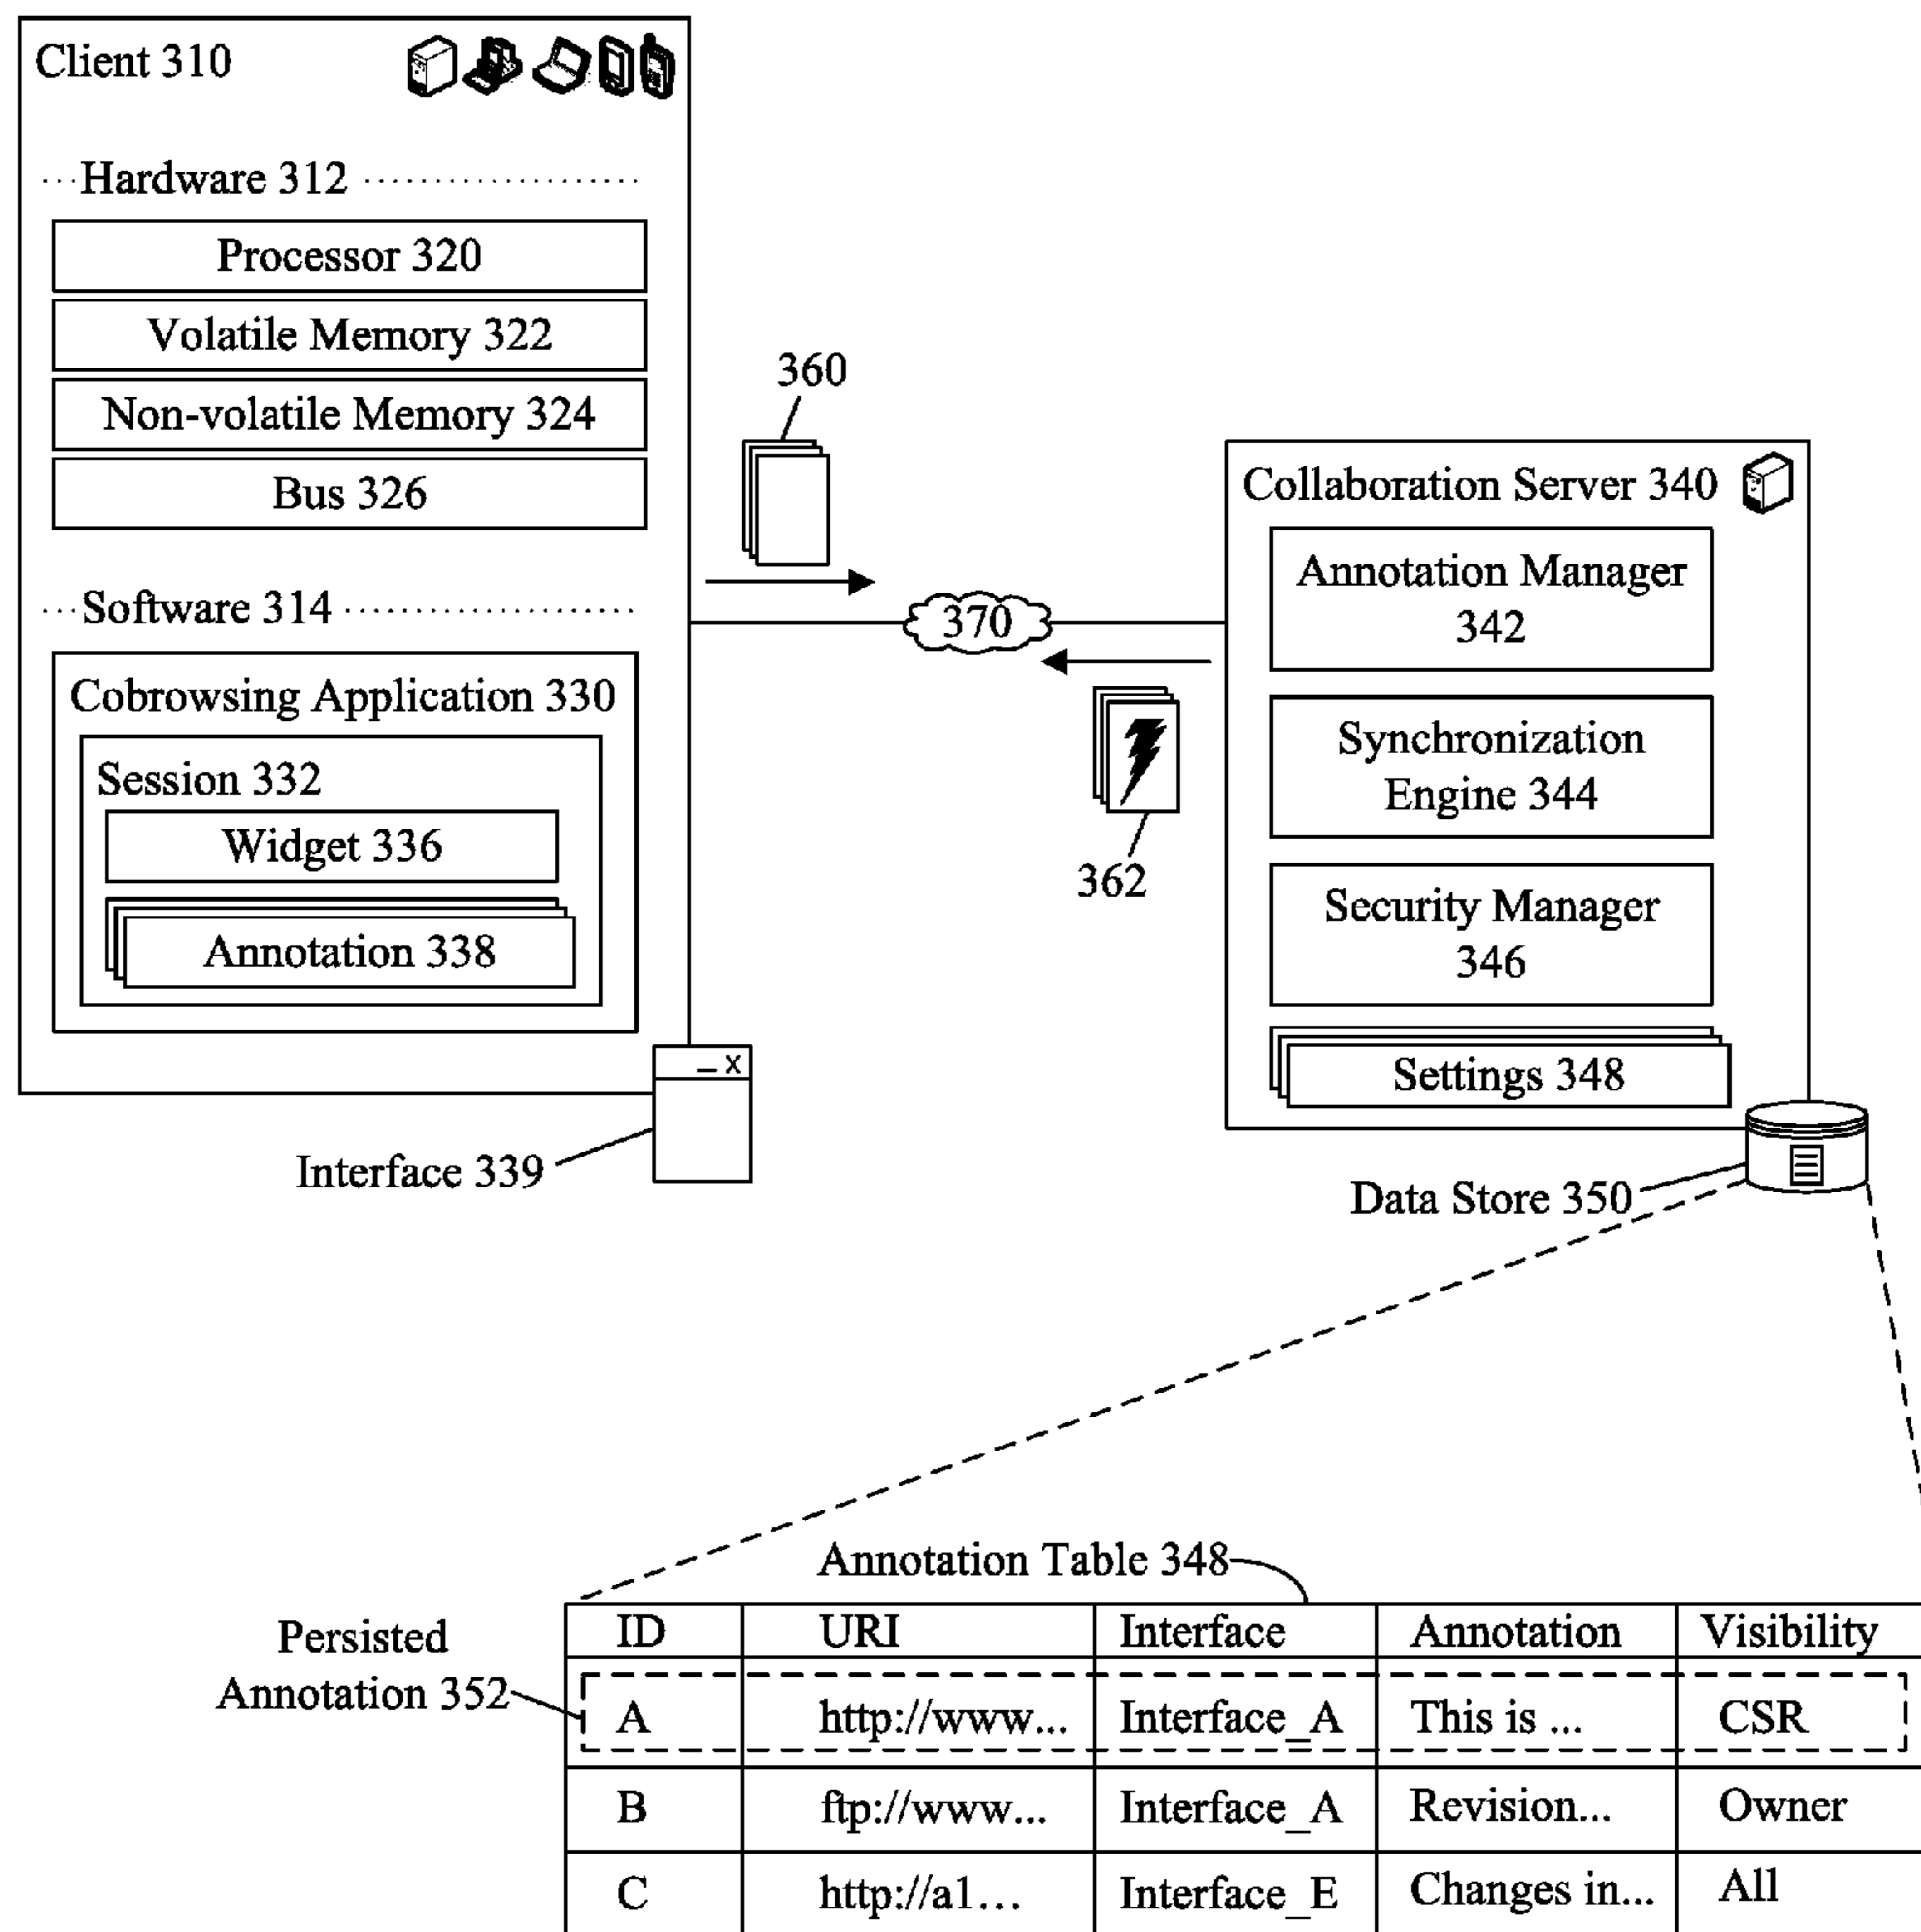 Client 310
Hardware 312
Processor 320
Volatile Memory 322
Non-volatile Memory 324
Bus 326
Software 314
Cobrowsing Application 330
Session 332
Widget 336
Annotation 338
_ x
Interface 339
360
370
362
Collaboration Server 340
Annotation Manager
342
Synchronization
Engine 344
Security Manager
346
Settings 348
Data Store 350
Annotation Table 348
Persisted
Annotation 352
ID URI Interface Annotation Visibility
A http://www... Interface_A This is ... CSR
B ftp://www... Interface_A Revision... Owner
C http://a1... Interface_E Changes in... All